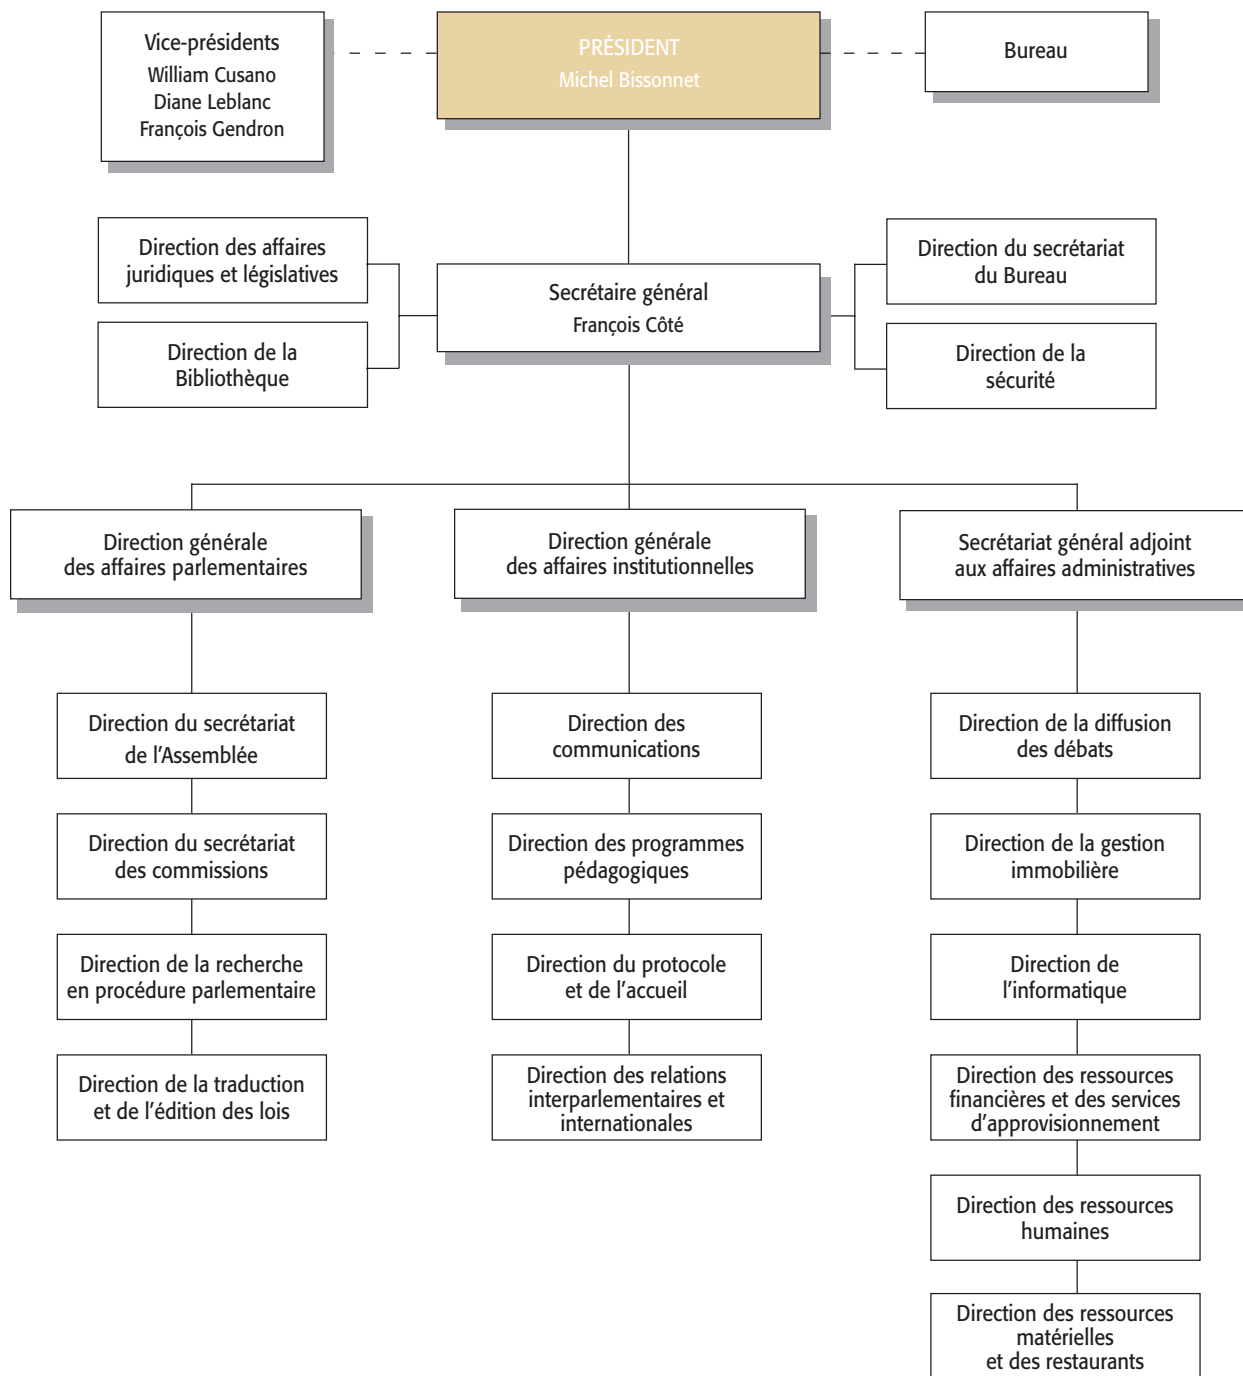 Vice-présidents
William Cusano
Diane Leblanc
François Gendron
PRÉSIDENT
Michel Bissonnet
Bureau
Direction des affaires
juridiques et législatives
Direction de la
Bibliothèque
Secrétaire général
François Côté
Direction du secrétariat
du Bureau
Direction de la
sécurité
Direction générale
des affaires parlementaires
Direction générale
des affaires institutionnelles
Secrétariat général adjoint
aux affaires administratives
Direction du secrétariat
de l'Assemblée
Direction du secrétariat
des commissions
Direction de la recherche
en procédure parlementaire
Direction de la traduction
et de l'édition des lois
Direction des
communications
Direction des programmes
pédagogiques
Direction du protocole
et de l'accueil
Direction des relations
interparlementaires et
internationales
Direction de la diffusion
des débats
Direction de la gestion
immobilière
Direction de
l'informatique
Direction des ressources
financières et des services
d'approvisionnement
Direction des ressources
humaines
Direction des ressources
matérielles
et des restaurants